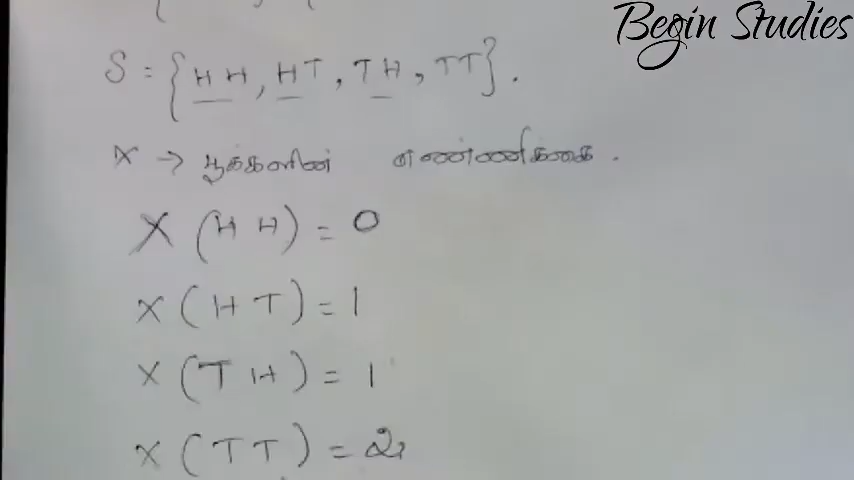 Begin Studies
S = {HH, HT, TH, TT}.
X → பூக்களின் எண்ணிக்கை.
X (HH) = 0
X (HT) = 1
X (TH) = 1
X (TT) = 2